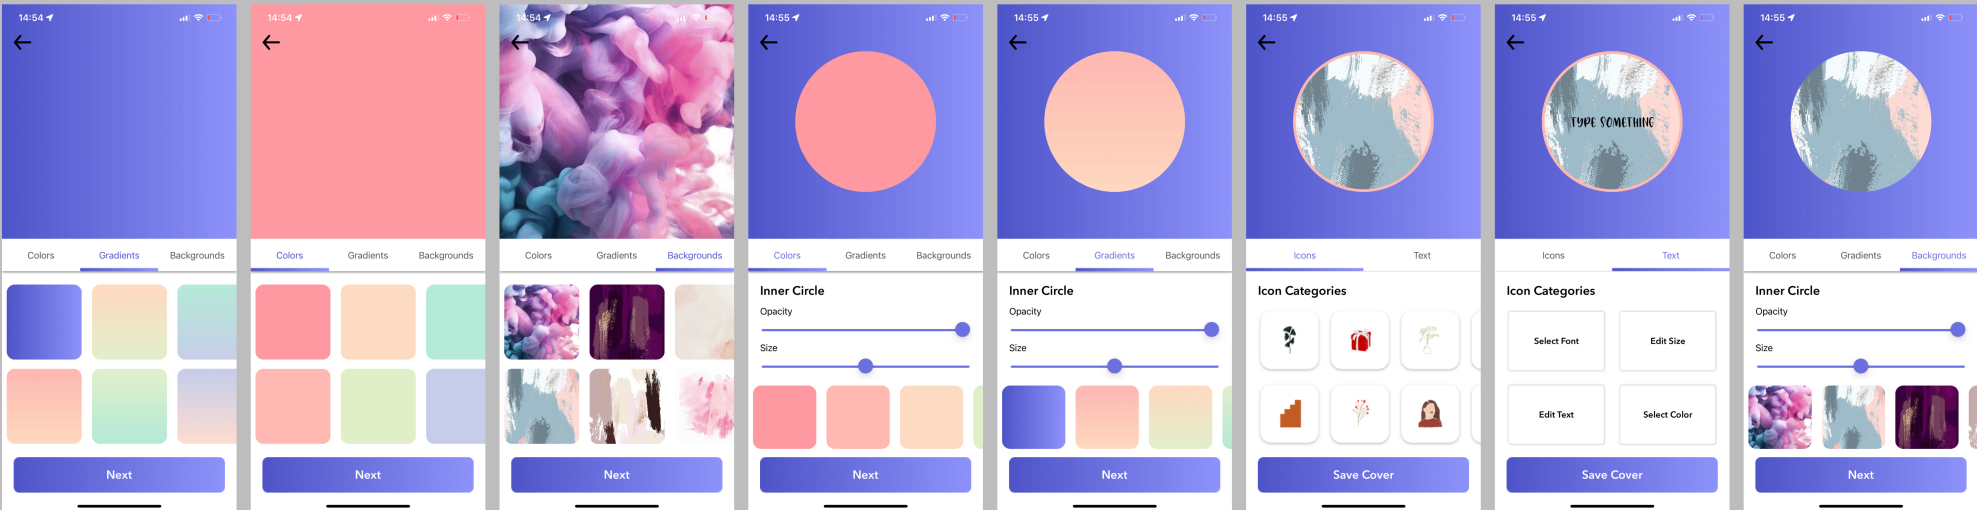 14:54
Colors Gradients Backgrounds
Next
14:54
Colors Gradients Backgrounds
Next
14:54
Colors Gradients Backgrounds
Next
14:55
Colors Gradients Backgrounds
Inner Circle
Opacity
Size
Next
14:55
Colors Gradients Backgrounds
Inner Circle
Opacity
Size
Next
14:55
Icons Text
Icon Categories
Save Cover
14:55
TYPE SOMETHING
Icons Text
Icon Categories
Select Font Edit Size
Edit Text Select Color
Save Cover
14:55
Colors Gradients Backgrounds
Inner Circle
Opacity
Size
Next